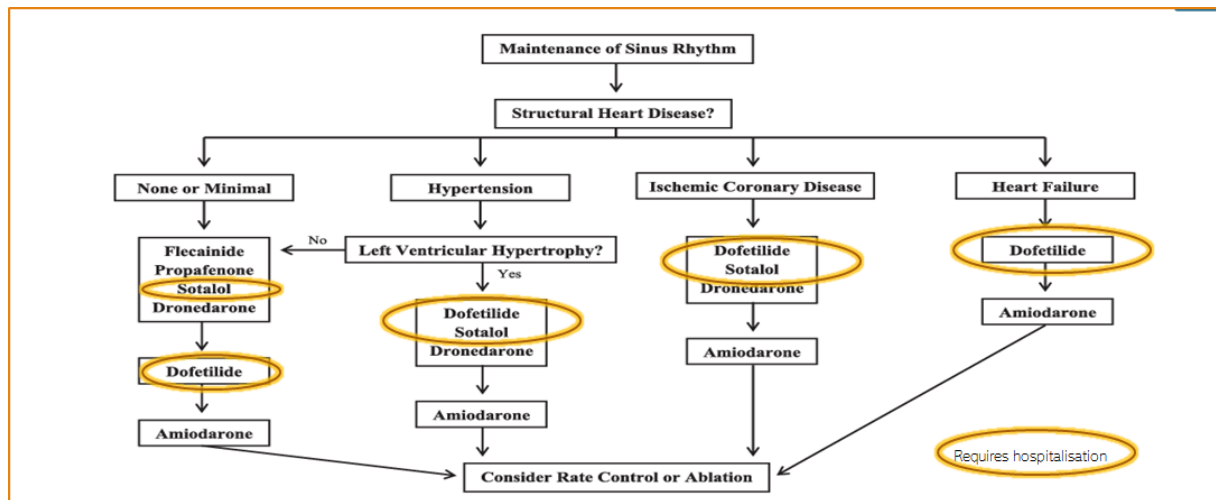 Maintenance of Sinus Rhythm
Structural Heart Disease?
None or Minimal
Hypertension
Ischemic Coronary Disease
Heart Failure
Flecainide
Propafenone
Sotalol
Dronedarone
No
Left Ventricular Hypertrophy?
Yes
Dofetilide
Sotalol
Dronedarone
Dofetilide
Dofetilide
Sotalol
Dronedarone
Amiodarone
Amiodarone
Dofetilide
Amiodarone
Amiodarone
Requires hospitalisation
Consider Rate Control or Ablation